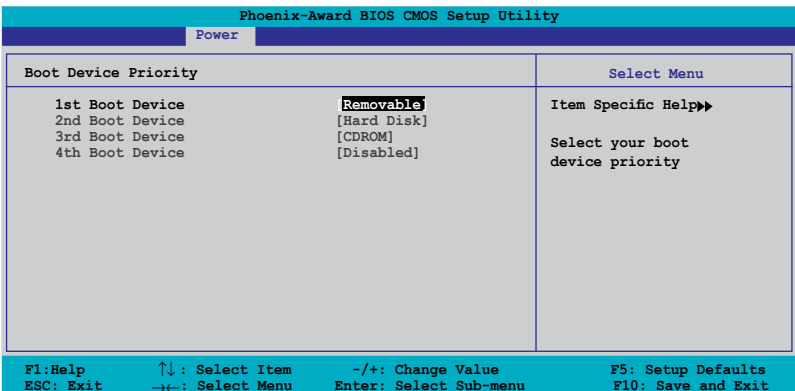 Phoenix-Award BIOS CMOS Setup Utility
Power
Boot Device Priority
Select Menu
1st Boot Device [Removable]
2nd Boot Device [Hard Disk]
3rd Boot Device [CDROM]
4th Boot Device [Disabled]
Item Specific Help▶▶
Select your boot
device priority
F1:Help ↑↓: Select Item -/+: Change Value F5: Setup Defaults
ESC: Exit →←: Select Menu Enter: Select Sub-menu F10: Save and Exit